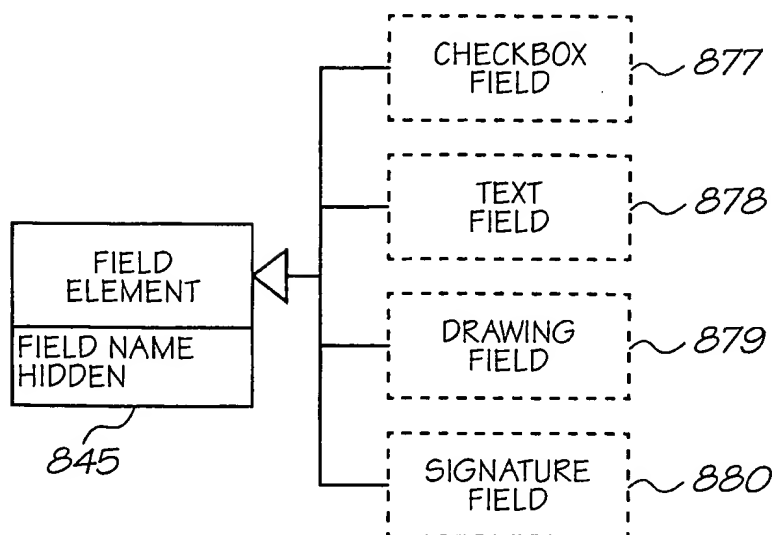 CHECKBOX
FIELD
877
TEXT
FIELD
878
FIELD
ELEMENT
FIELD NAME
HIDDEN
845
DRAWING
FIELD
879
SIGNATURE
FIELD
880